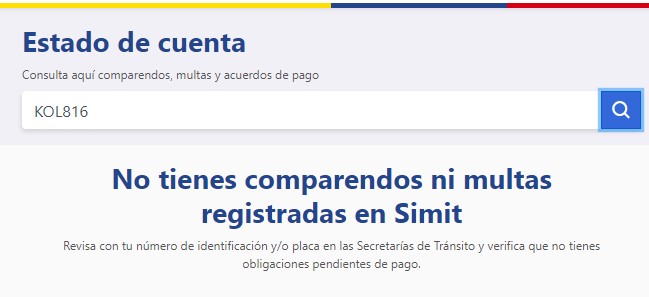 Estado de cuenta
Consulta aquí comparendos, multas y acuerdos de pago
KOL816
No tienes comparendos ni multas
registradas en Simit
Revisa con tu número de identificación y/o placa en las Secretarías de Tránsito y verifica que no tienes
obligaciones pendientes de pago.